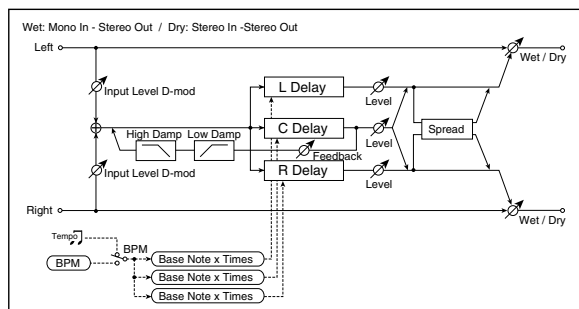 Wet: Mono In - Stereo Out / Dry: Stereo In -Stereo Out
Left
Wet / Dry
Input Level D-mod
L Delay
Level
High Damp
Low Damp
C Delay
Level
Spread
Feedback
Input Level D-mod
R Delay
Level
Right
Wet / Dry
Tempo
BPM
BPM
Base Note x Times
Base Note x Times
Base Note x Times